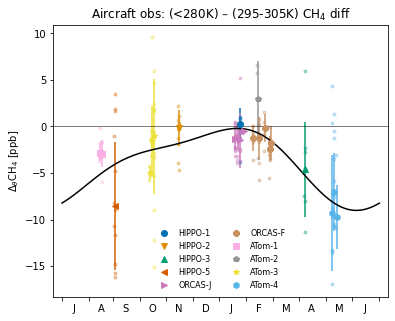 Aircraft obs: (<280K) – (295-305K) CH₄ diff
Δ_θCH₄ [ppb]
10
5
0
−5
−10
−15
HIPPO-1
HIPPO-2
HIPPO-3
HIPPO-5
ORCAS-J
ORCAS-F
ATom-1
ATom-2
ATom-3
ATom-4
J A S O N D J F M A M J